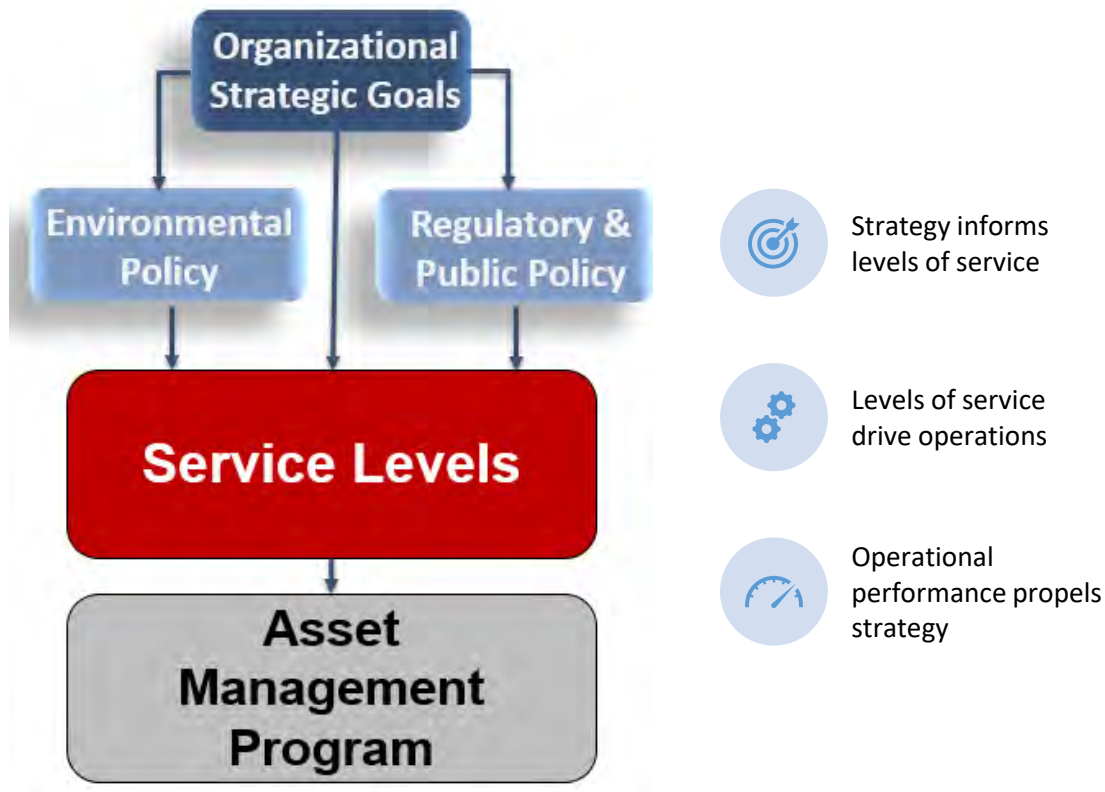 Organizational
Strategic Goals
Environmental
Policy
Regulatory &
Public Policy
Service Levels
Asset
Management
Program
Strategy informs
levels of service
Levels of service
drive operations
Operational
performance propels
strategy